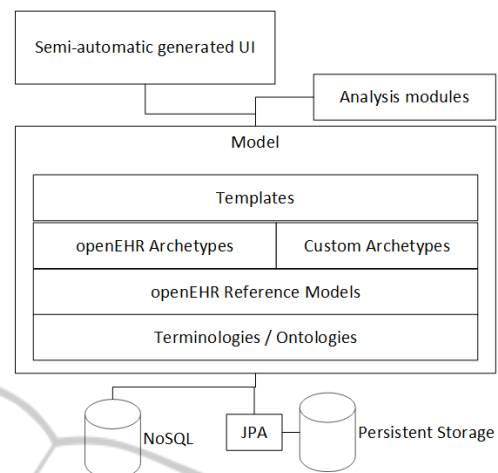 Semi-automatic generated UI
Analysis modules
Model
Templates
openEHR Archetypes
Custom Archetypes
openEHR Reference Models
Terminologies / Ontologies
NoSQL
JPA
Persistent Storage